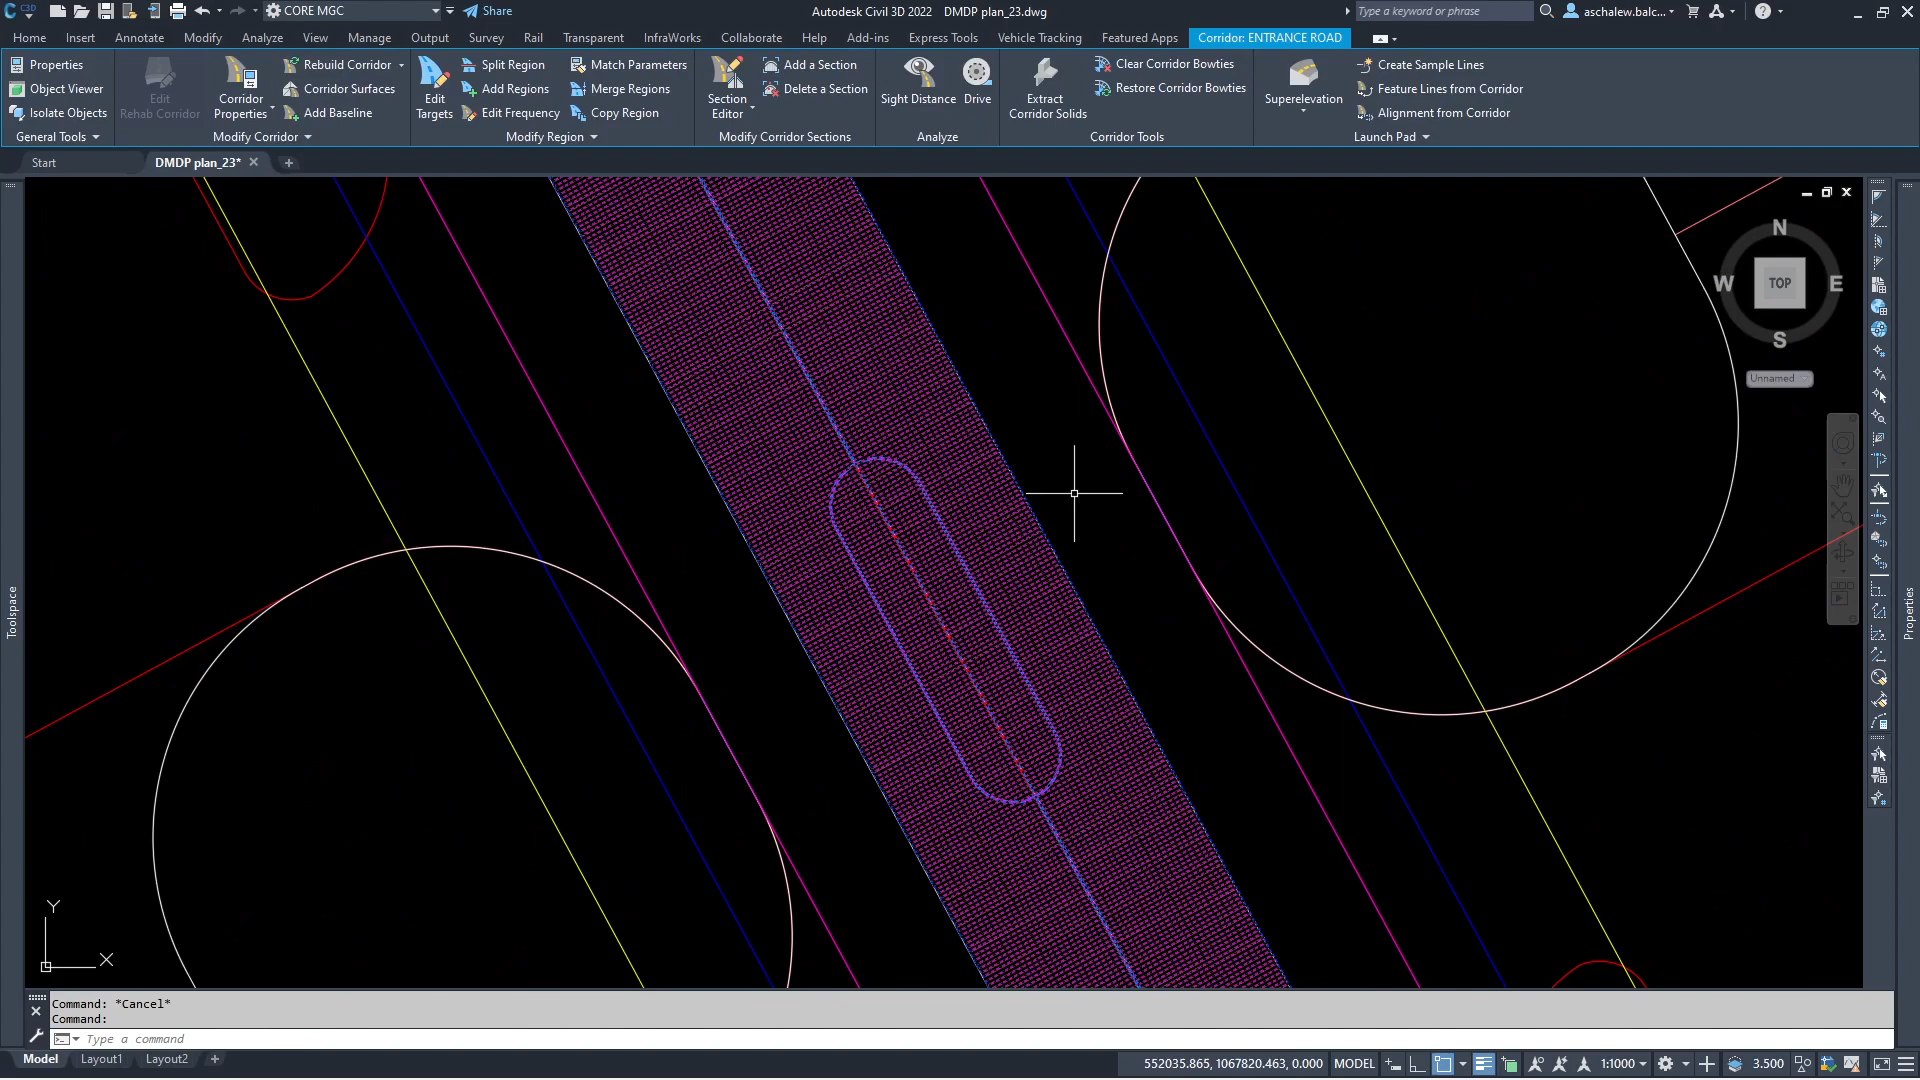 C3D
CORE MGC
Share
Autodesk Civil 3D 2022 DMDP plan_23.dwg
Type a keyword or phrase
aschalew.balc...
Home Insert Annotate Modify Analyze View Manage Output Survey Rail Transparent InfraWorks Collaborate Help Add-ins Express Tools Vehicle Tracking Featured Apps Corridor: ENTRANCE ROAD
Properties
Object Viewer
Isolate Objects
General Tools
Edit
Rehab Corridor
Corridor
Properties
Rebuild Corridor
Corridor Surfaces
Add Baseline
Modify Corridor
Edit
Targets
Split Region
Add Regions
Edit Frequency
Match Parameters
Merge Regions
Copy Region
Modify Region
Section
Editor
Add a Section
Delete a Section
Modify Corridor Sections
Sight Distance
Drive
Analyze
Extract
Corridor Solids
Clear Corridor Bowties
Restore Corridor Bowties
Corridor Tools
Superelevation
Create Sample Lines
Feature Lines from Corridor
Alignment from Corridor
Launch Pad
Start
DMDP plan_23*
N
W TOP E
S
Unnamed
Toolspace
Properties
Y
X
Command: *Cancel*
Command:
Type a command
Model Layout1 Layout2
552035.865, 1067820.463, 0.000 MODEL
1:1000
3.500